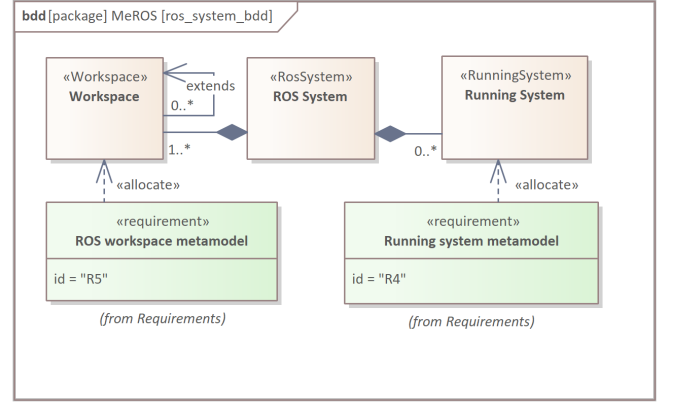 bdd [package] MeROS [ros_system_bdd]
«Workspace»
Workspace
extends
0..*
1..*
«RosSystem»
ROS System
«RunningSystem»
Running System
0..*
«allocate»
«allocate»
«requirement»
ROS workspace metamodel
id = "R5"
(from Requirements)
«requirement»
Running system metamodel
id = "R4"
(from Requirements)